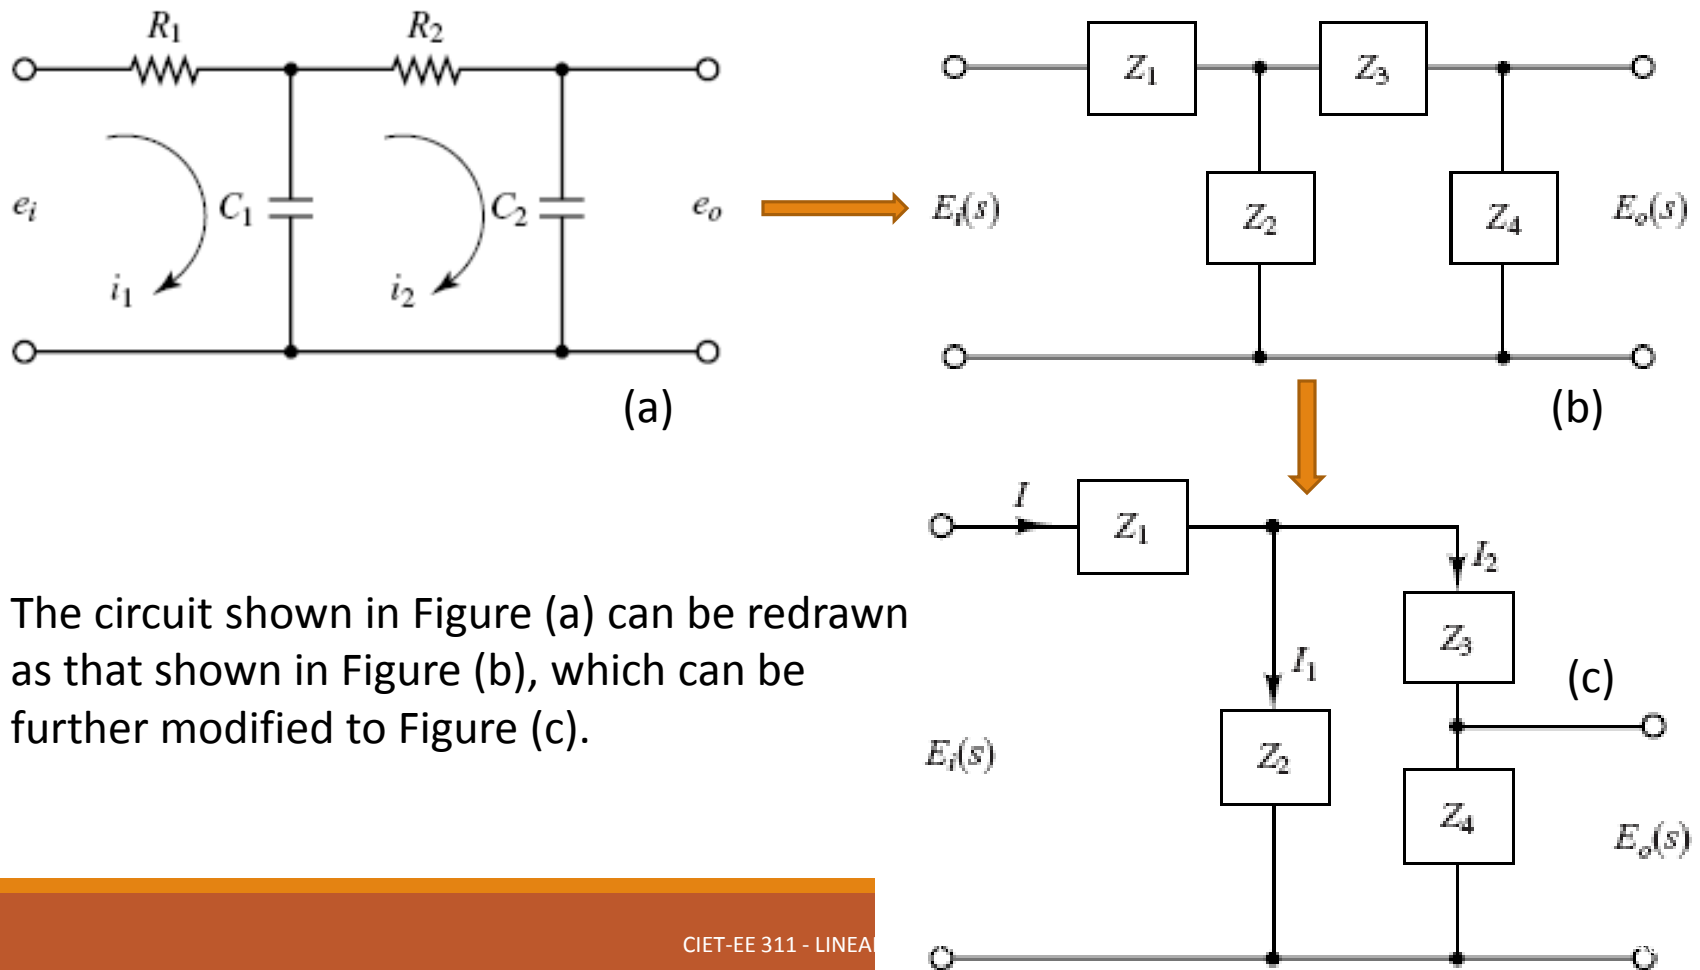 R₁ R₂
eᵢ C₁ C₂ eₒ
i₁ i₂
(a)
Z₁ Z₃
Eᵢ(s) Z₂ Z₄ Eₒ(s)
(b)
I Z₁
I₂
Z₃
I₁ (c)
Eᵢ(s) Z₂
Z₄ Eₒ(s)
The circuit shown in Figure (a) can be redrawn
as that shown in Figure (b), which can be
further modified to Figure (c).
CIET-EE 311 - LINEA